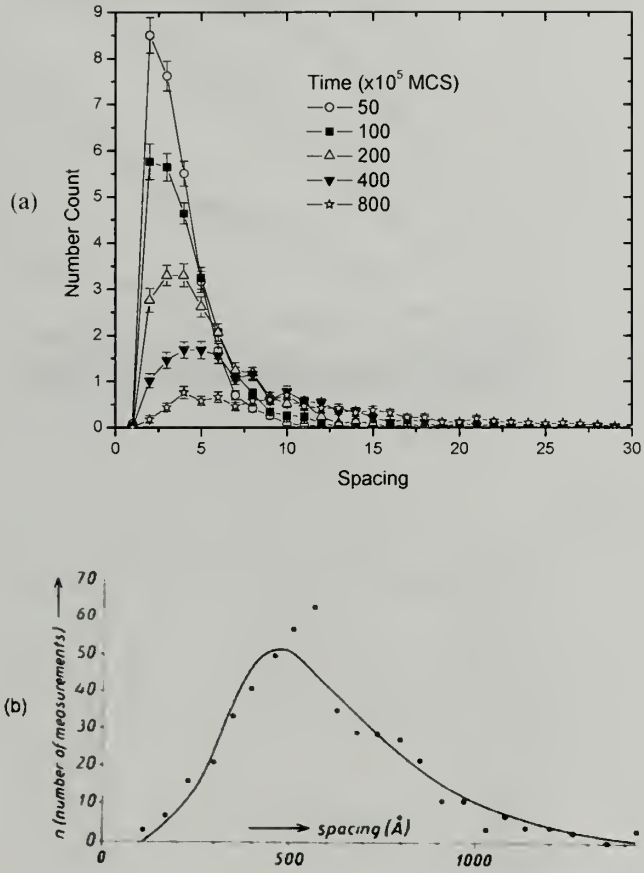 (a)
Number Count
9
8
7
6
5
4
3
2
1
0
0 5 10 15 20 25 30
Spacing
Time (x10⁵ MCS)
50
100
200
400
800
(b)
n (number of measurements)
70
60
50
40
30
20
10
0
0 500 1000
spacing (Å)